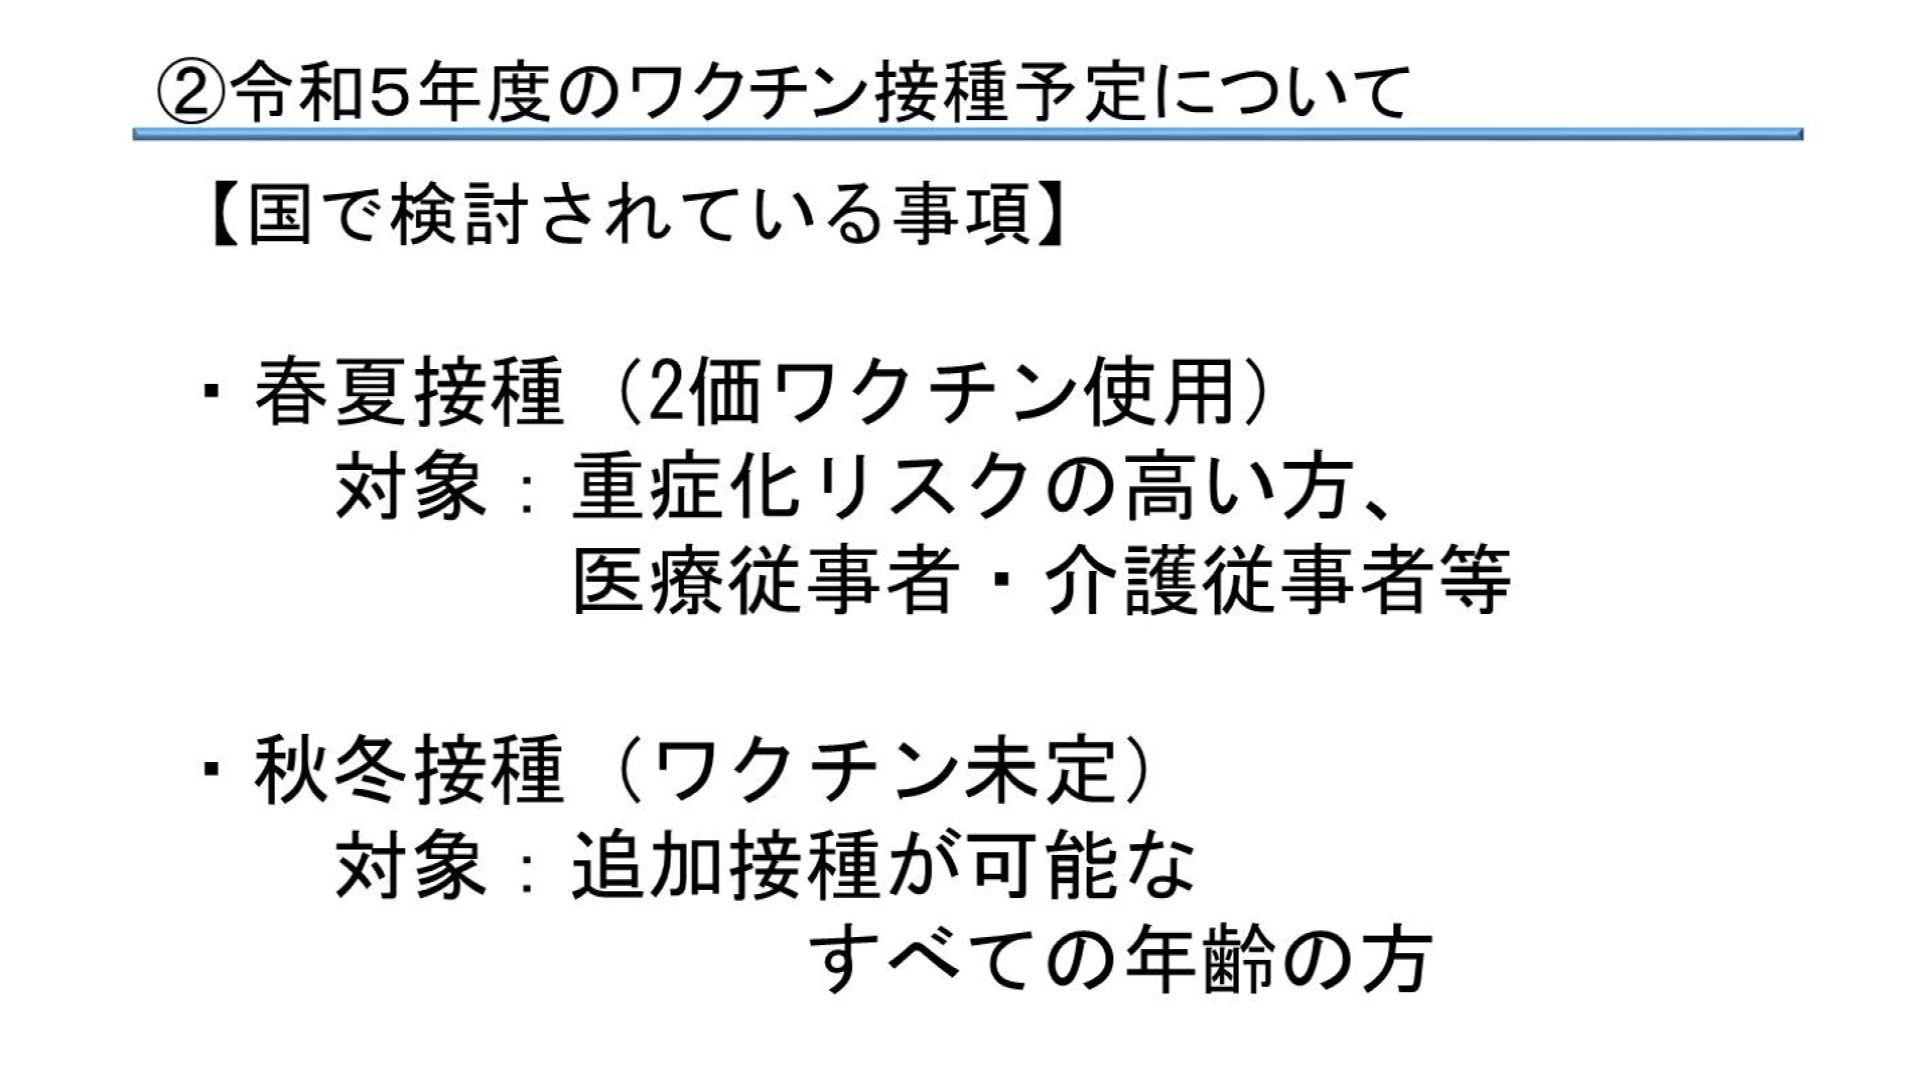 ②令和５年度のワクチン接種予定について
【国で検討されている事項】
・春夏接種（2価ワクチン使用）
対象：重症化リスクの高い方、
医療従事者・介護従事者等
・秋冬接種（ワクチン未定）
対象：追加接種が可能な
すべての年齢の方